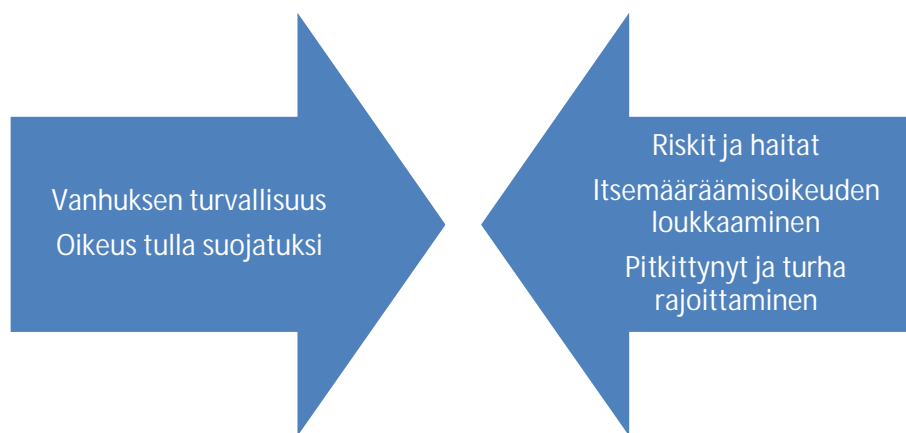 Vanhuksen turvallisuus
Oikeus tulla suojatuksi
Riskit ja haitat
Itsemääräämisoikeuden
loukkaaminen
Pitkittynyt ja turha
rajoittaminen